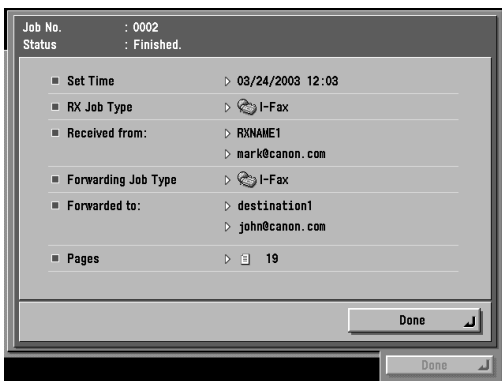 Job No. : 0002
Status : Finished.
Set Time 03/24/2003 12:03
RX Job Type I-Fax
Received from: RXNAME1
mark@canon.com
Forwarding Job Type I-Fax
Forwarded to: destination1
john@canon.com
Pages 19
Done
Done